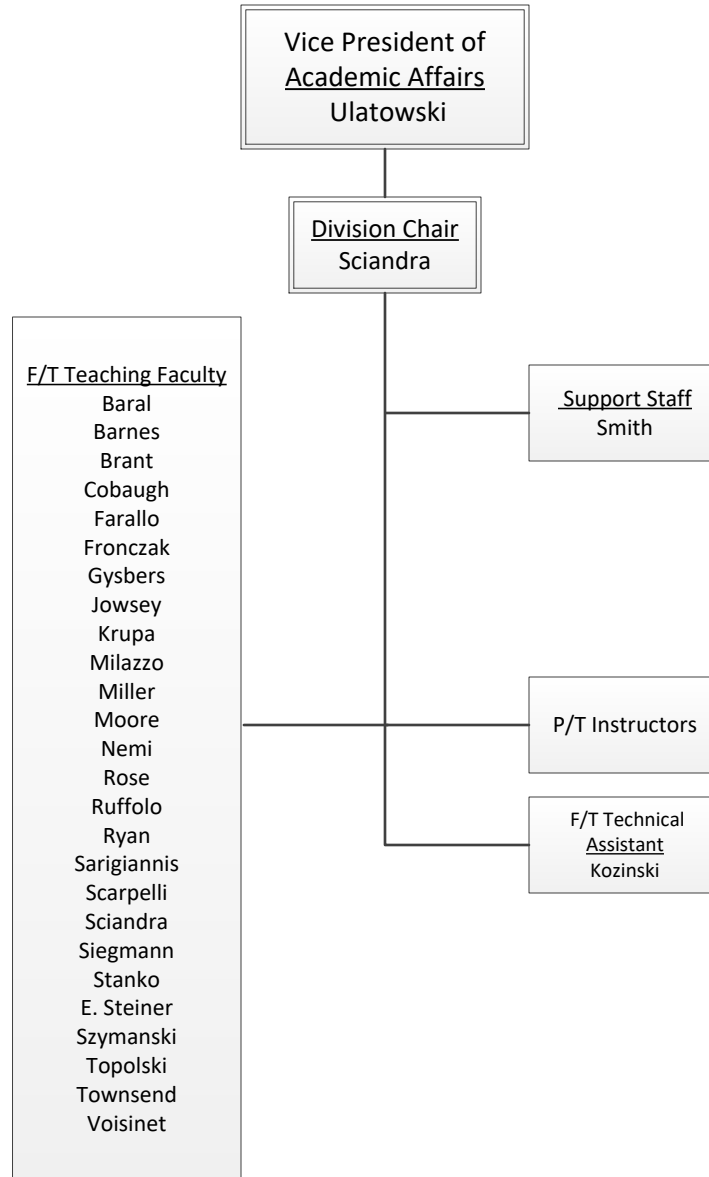 Vice President of
Academic Affairs
Ulatowski
Division Chair
Sciandra
F/T Teaching Faculty
Baral
Barnes
Brant
Cobaugh
Farallo
Fronczak
Gysbers
Jowsey
Krupa
Milazzo
Miller
Moore
Nemi
Rose
Ruffolo
Ryan
Sarigiannis
Scarpelli
Sciandra
Siegmann
Stanko
E. Steiner
Szymanski
Topolski
Townsend
Voisinet
Support Staff
Smith
P/T Instructors
F/T Technical
Assistant
Kozinski